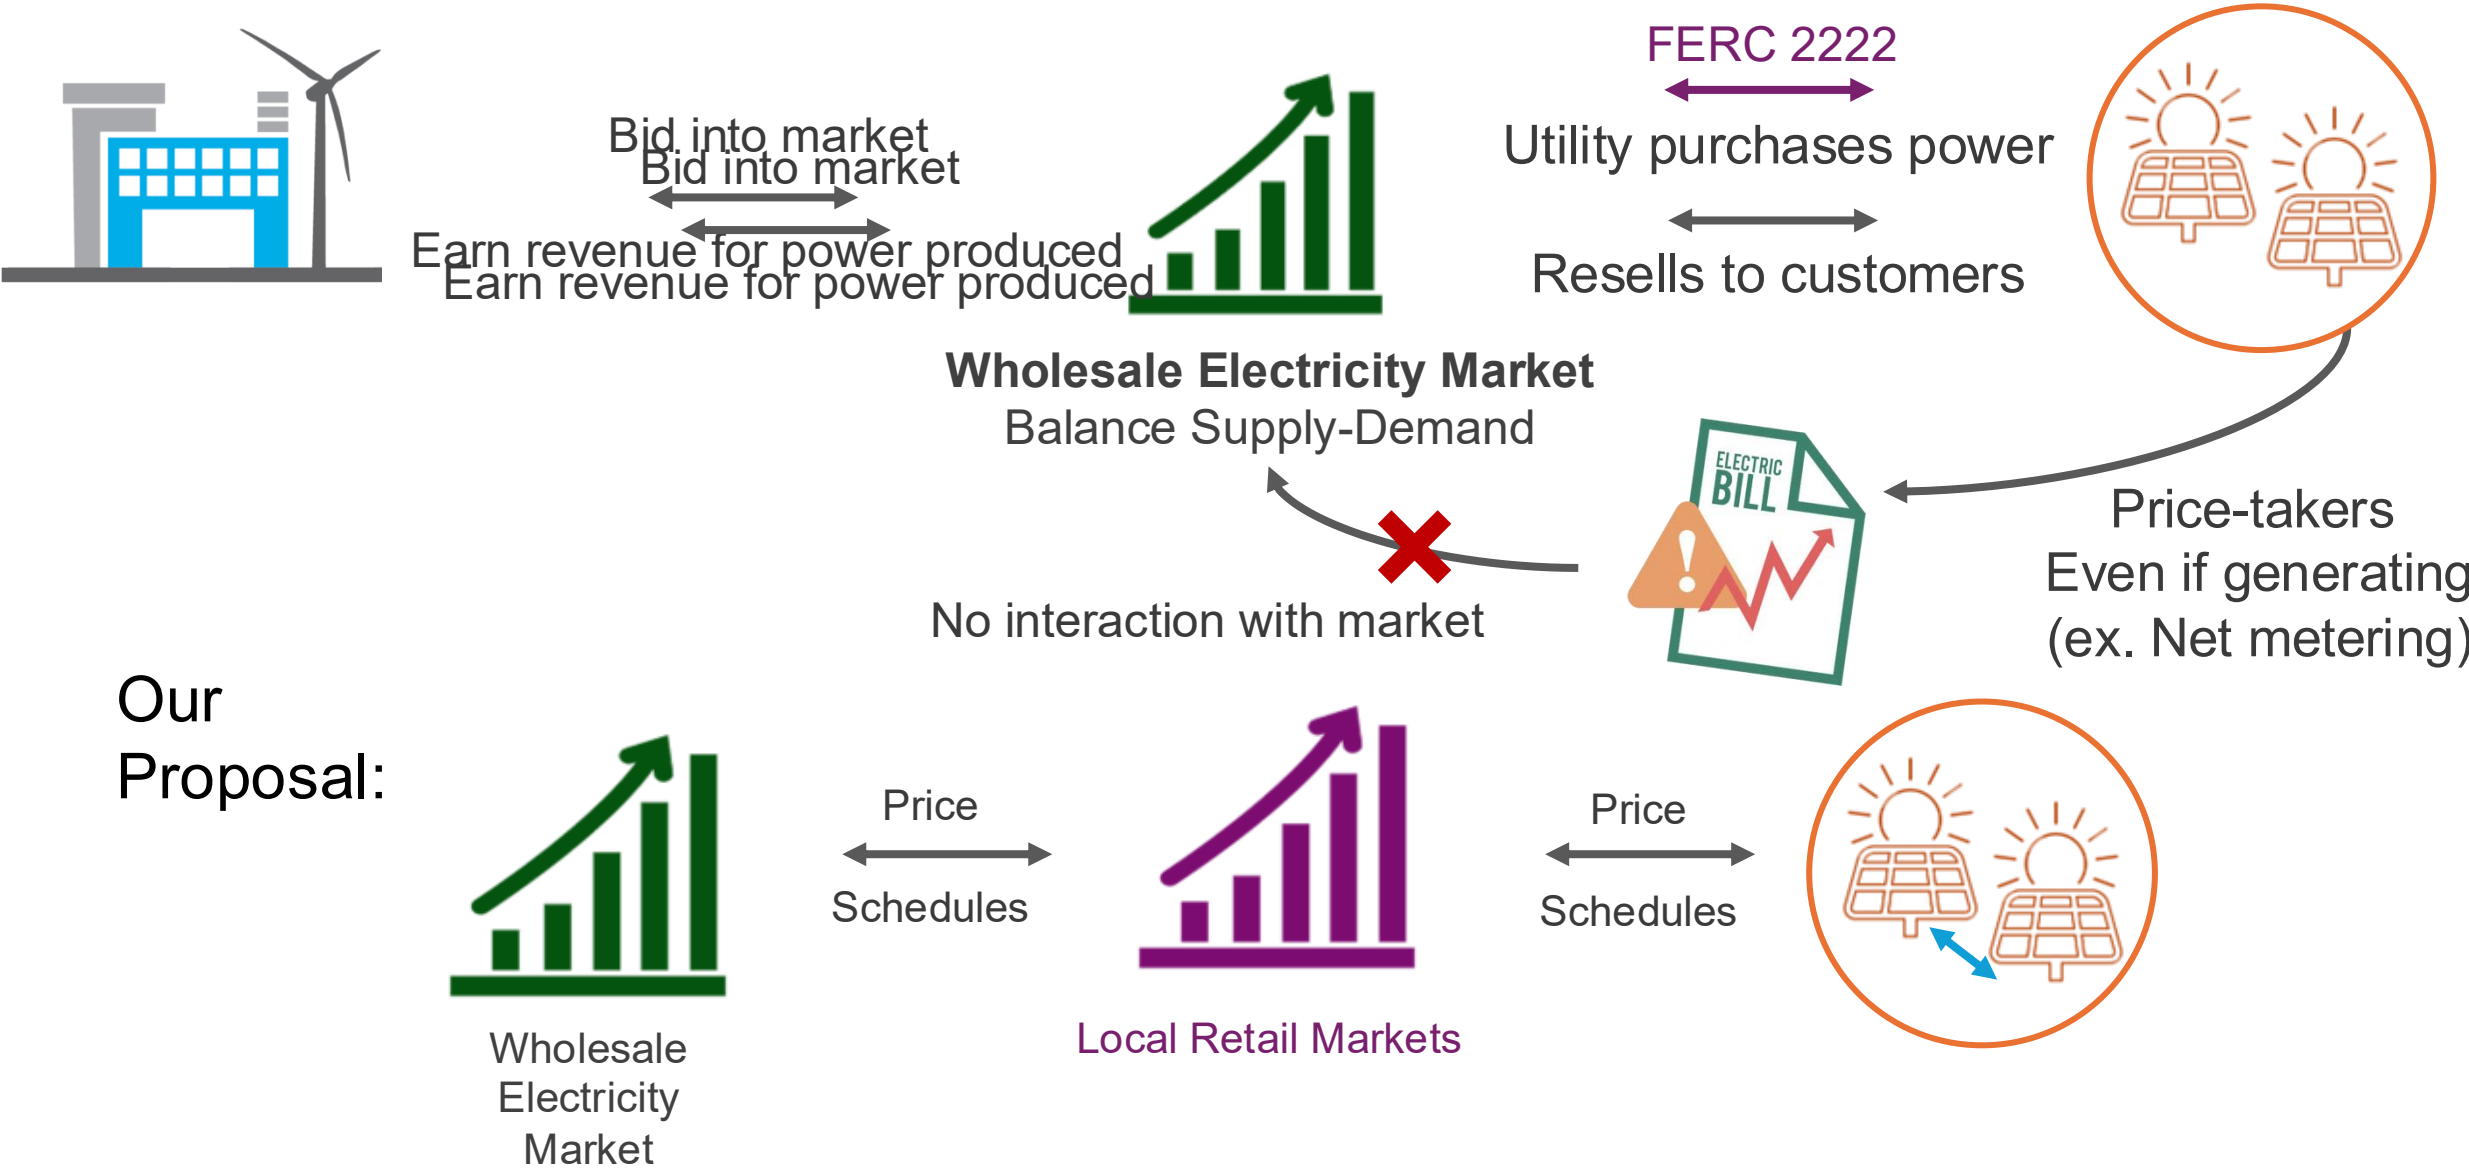 FERC 2222
Bid into market
Bid into market
Utility purchases power
Earn revenue for power produced
Earn revenue for power produced
Resells to customers
Wholesale Electricity Market
Balance Supply-Demand
ELECTRIC
BILL
Price-takers
Even if generating
(ex. Net metering)
No interaction with market
Our
Proposal:
Price
Schedules
Price
Schedules
Wholesale
Electricity
Market
Local Retail Markets